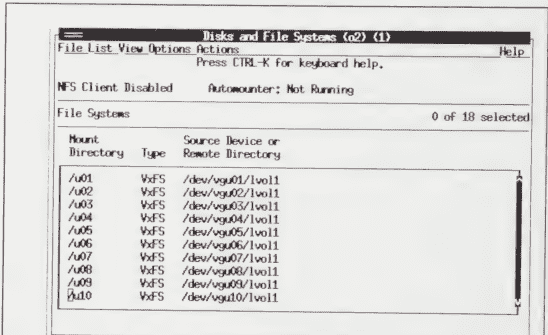 Disks and File Systems (o2) (1)
File List View Options Actions Help
Press CTRL-K for keyboard help.
NFS Client Disabled Automounter: Not Running
File Systems 0 of 18 selected
Mount Source Device or
Directory Type Remote Directory
/u01 VxFS /dev/vgu01/lvol1
/u02 VxFS /dev/vgu02/lvol1
/u03 VxFS /dev/vgu03/lvol1
/u04 VxFS /dev/vgu04/lvol1
/u05 VxFS /dev/vgu05/lvol1
/u06 VxFS /dev/vgu06/lvol1
/u07 VxFS /dev/vgu07/lvol1
/u08 VxFS /dev/vgu08/lvol1
/u09 VxFS /dev/vgu09/lvol1
/u10 VxFS /dev/vgu10/lvol1